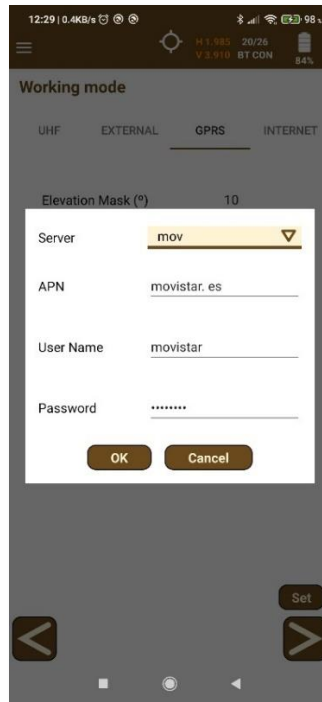 12:29 | 0.4KB/s 98
H 1.985 20/26
V 3.910 BT CON 84%
Working mode
UHF EXTERNAL GPRS INTERNET
Elevation Mask (º) 10
Server mov
APN movistar. es
User Name movistar
Password ••••••••
OK Cancel
Set